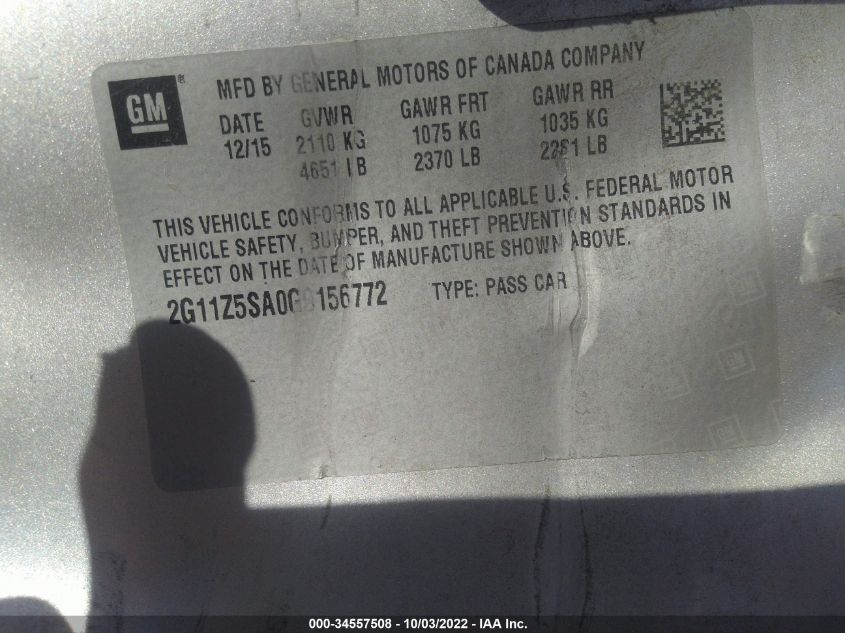 GM ®
MFD BY GENERAL MOTORS OF CANADA COMPANY
DATE GVWR GAWR FRT GAWR RR
12/15 2110 KG 1075 KG 1035 KG
4651 LB 2370 LB 2281 LB
THIS VEHICLE CONFORMS TO ALL APPLICABLE U.S. FEDERAL MOTOR
VEHICLE SAFETY, BUMPER, AND THEFT PREVENTION STANDARDS IN
EFFECT ON THE DATE OF MANUFACTURE SHOWN ABOVE.
2G11Z5SA0G9156772 TYPE: PASS CAR
000-34557508 - 10/03/2022 - IAA Inc.